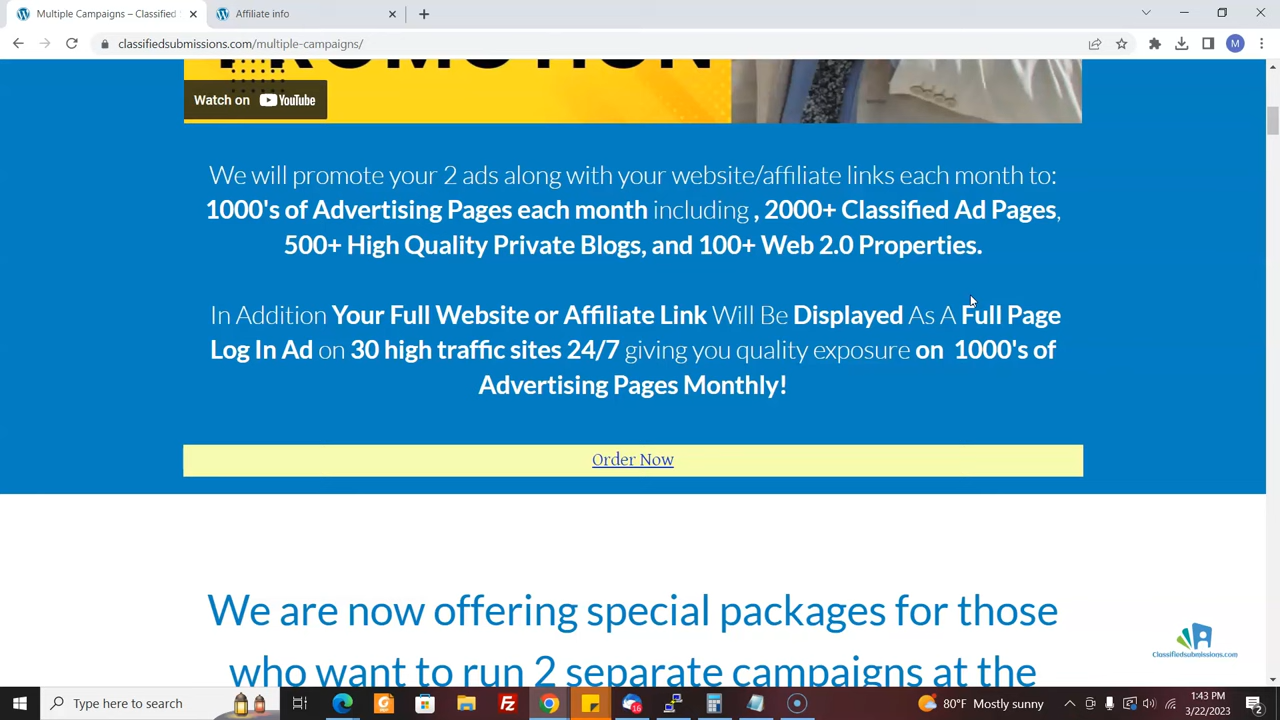 Multiple Campaigns – Classified S
Affiliate info
classifiedsubmissions.com/multiple-campaigns/
PROMOTION
Watch on YouTube
We will promote your 2 ads along with your website/affiliate links each month to:
1000's of Advertising Pages each month including , 2000+ Classified Ad Pages,
500+ High Quality Private Blogs, and 100+ Web 2.0 Properties.
In Addition Your Full Website or Affiliate Link Will Be Displayed As A Full Page
Log In Ad on 30 high traffic sites 24/7 giving you quality exposure on 1000's of
Advertising Pages Monthly!
Order Now
We are now offering special packages for those
who want to run 2 separate campaigns at the
Classifiedsubmissions.com
Type here to search
16
80°F Mostly sunny
1:43 PM
3/22/2023
2
M